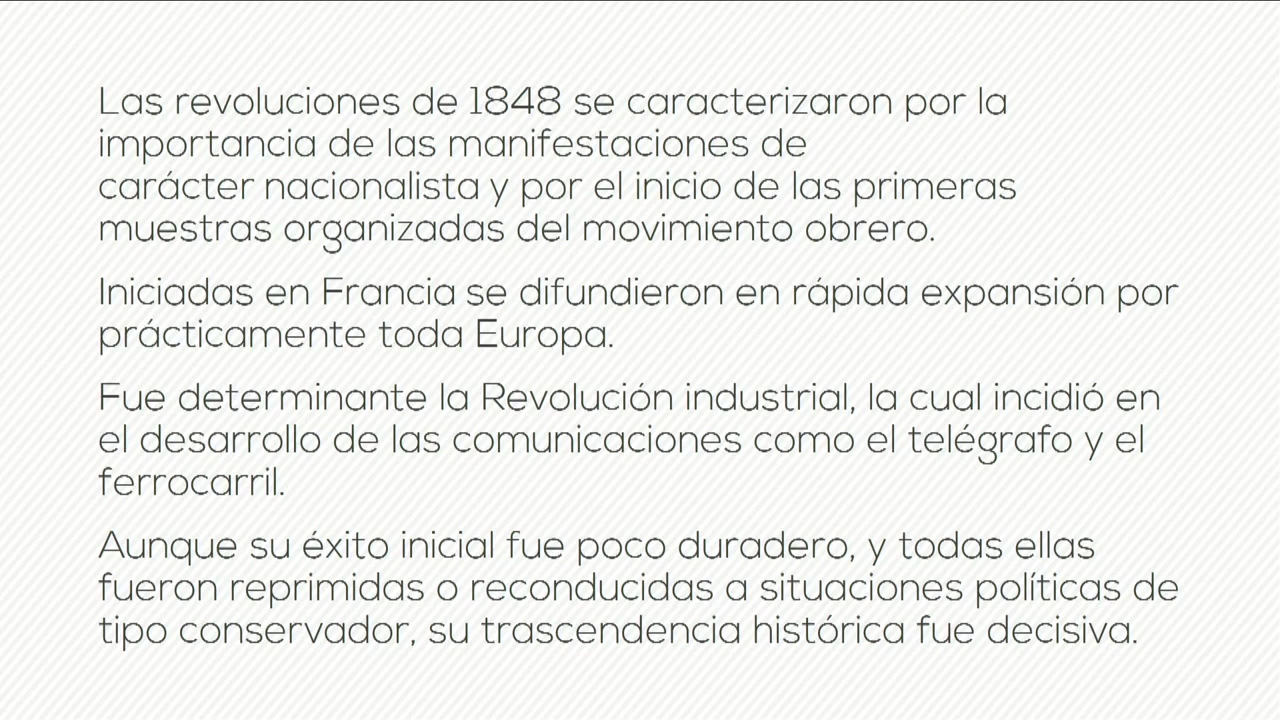 Las revoluciones de 1848 se caracterizaron por la
importancia de las manifestaciones de
carácter nacionalista y por el inicio de las primeras
muestras organizadas del movimiento obrero.
Iniciadas en Francia se difundieron en rápida expansión por
prácticamente toda Europa.
Fue determinante la Revolución industrial, la cual incidió en
el desarrollo de las comunicaciones como el telégrafo y el
ferrocarril.
Aunque su éxito inicial fue poco duradero, y todas ellas
fueron reprimidas o reconducidas a situaciones políticas de
tipo conservador, su trascendencia histórica fue decisiva.